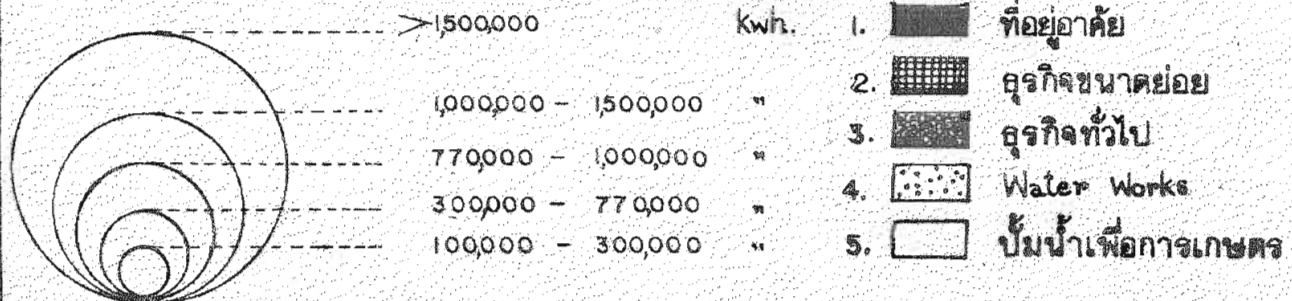 >1,500,000 Kwh.
1,000,000 - 1,500,000 "
770,000 - 1,000,000 "
300,000 - 770,000 "
100,000 - 300,000 "
1. ที่อยู่อาศัย
2. ธุรกิจขนาดย่อย
3. ธุรกิจทั่วไป
4. Water Works
5. ปั๊มน้ำเพื่อการเกษตร